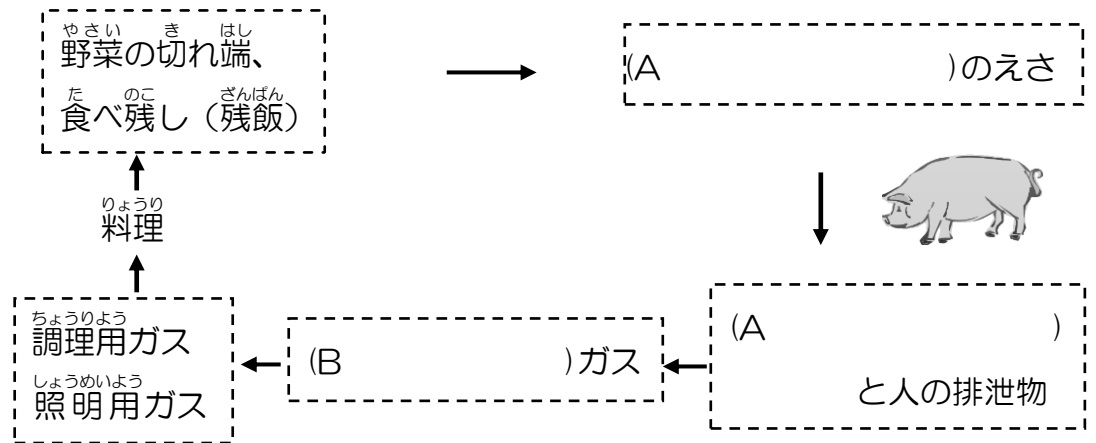 やさい き はし
野菜の切れ端、
た のこ ざんぱん
食べ残し（残飯）
(A )のえさ
りょうり
料理
ちょうりよう
調理用ガス
しょうめいよう
照明用ガス
(B )ガス
(A )
と人の排泄物